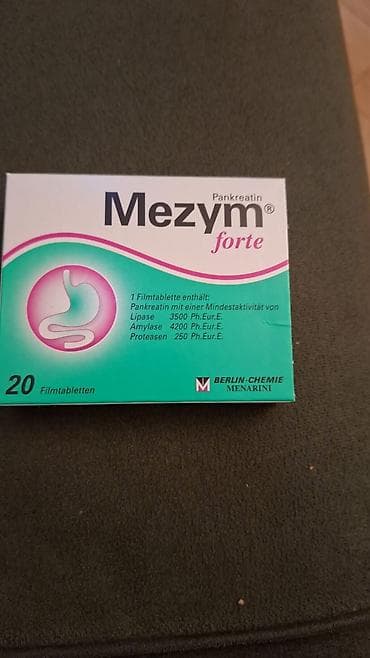 Pankreatin
Mezym®
forte
1 Filmtablette enthält:
Pankreatin mit einer Mindestaktivität von
Lipase 3500 Ph.Eur.E.
Amylase 4200 Ph.Eur.E.
Proteasen 250 Ph.Eur.E.
20 Filmtabletten
BERLIN-CHEMIE
MENARINI